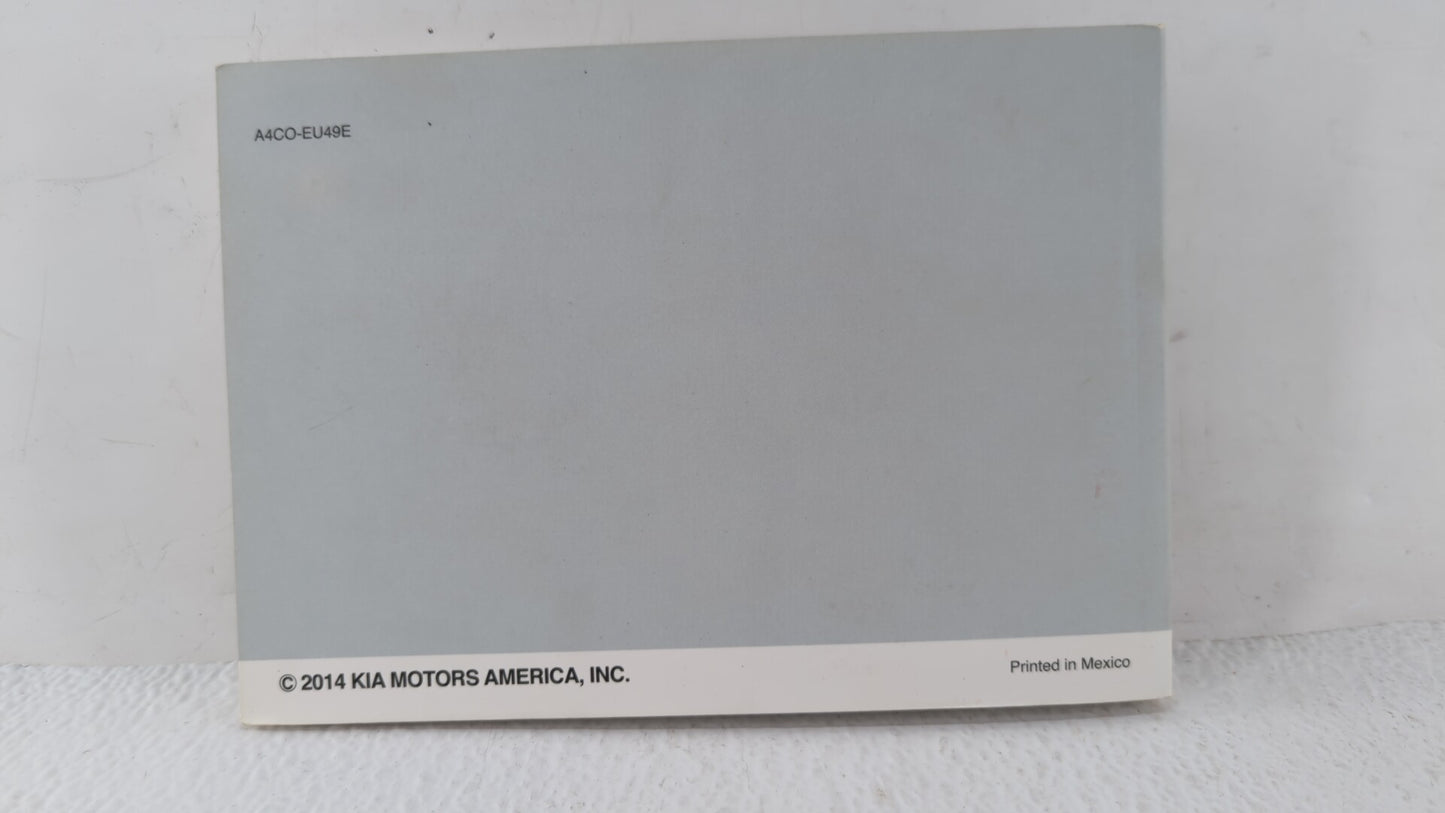 A4CO-EU49E
© 2014 KIA MOTORS AMERICA, INC.
Printed in Mexico